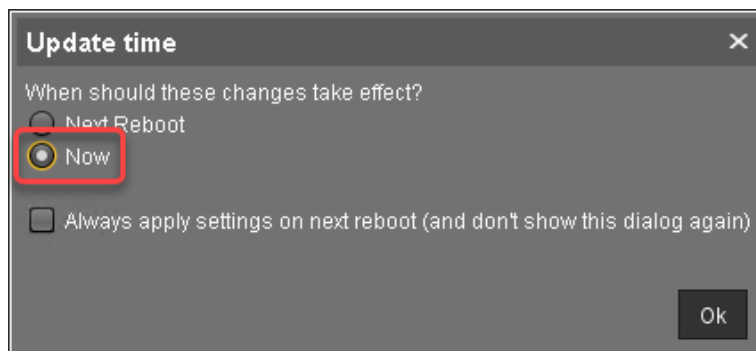 Update time
When should these changes take effect?
Next Reboot
Now
Always apply settings on next reboot (and don't show this dialog again)
Ok